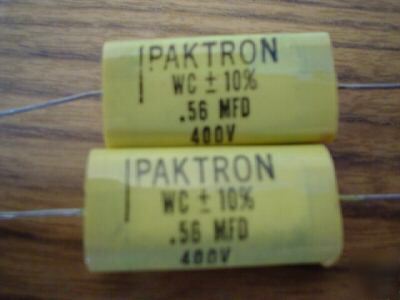 PAKTRON
WC ± 10%
.56 MFD
400V
PAKTRON
WC ± 10%
.56 MFD
400V